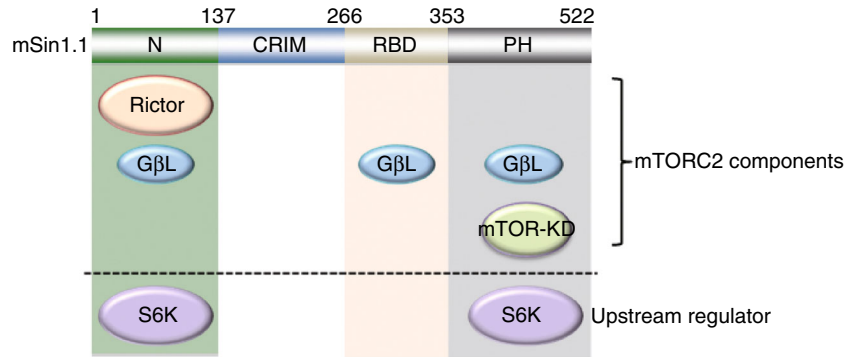 1 137 266 353 522
mSin1.1 N CRIM RBD PH
Rictor
GβL GβL GβL
mTORC2 components
mTOR-KD
S6K S6K Upstream regulator